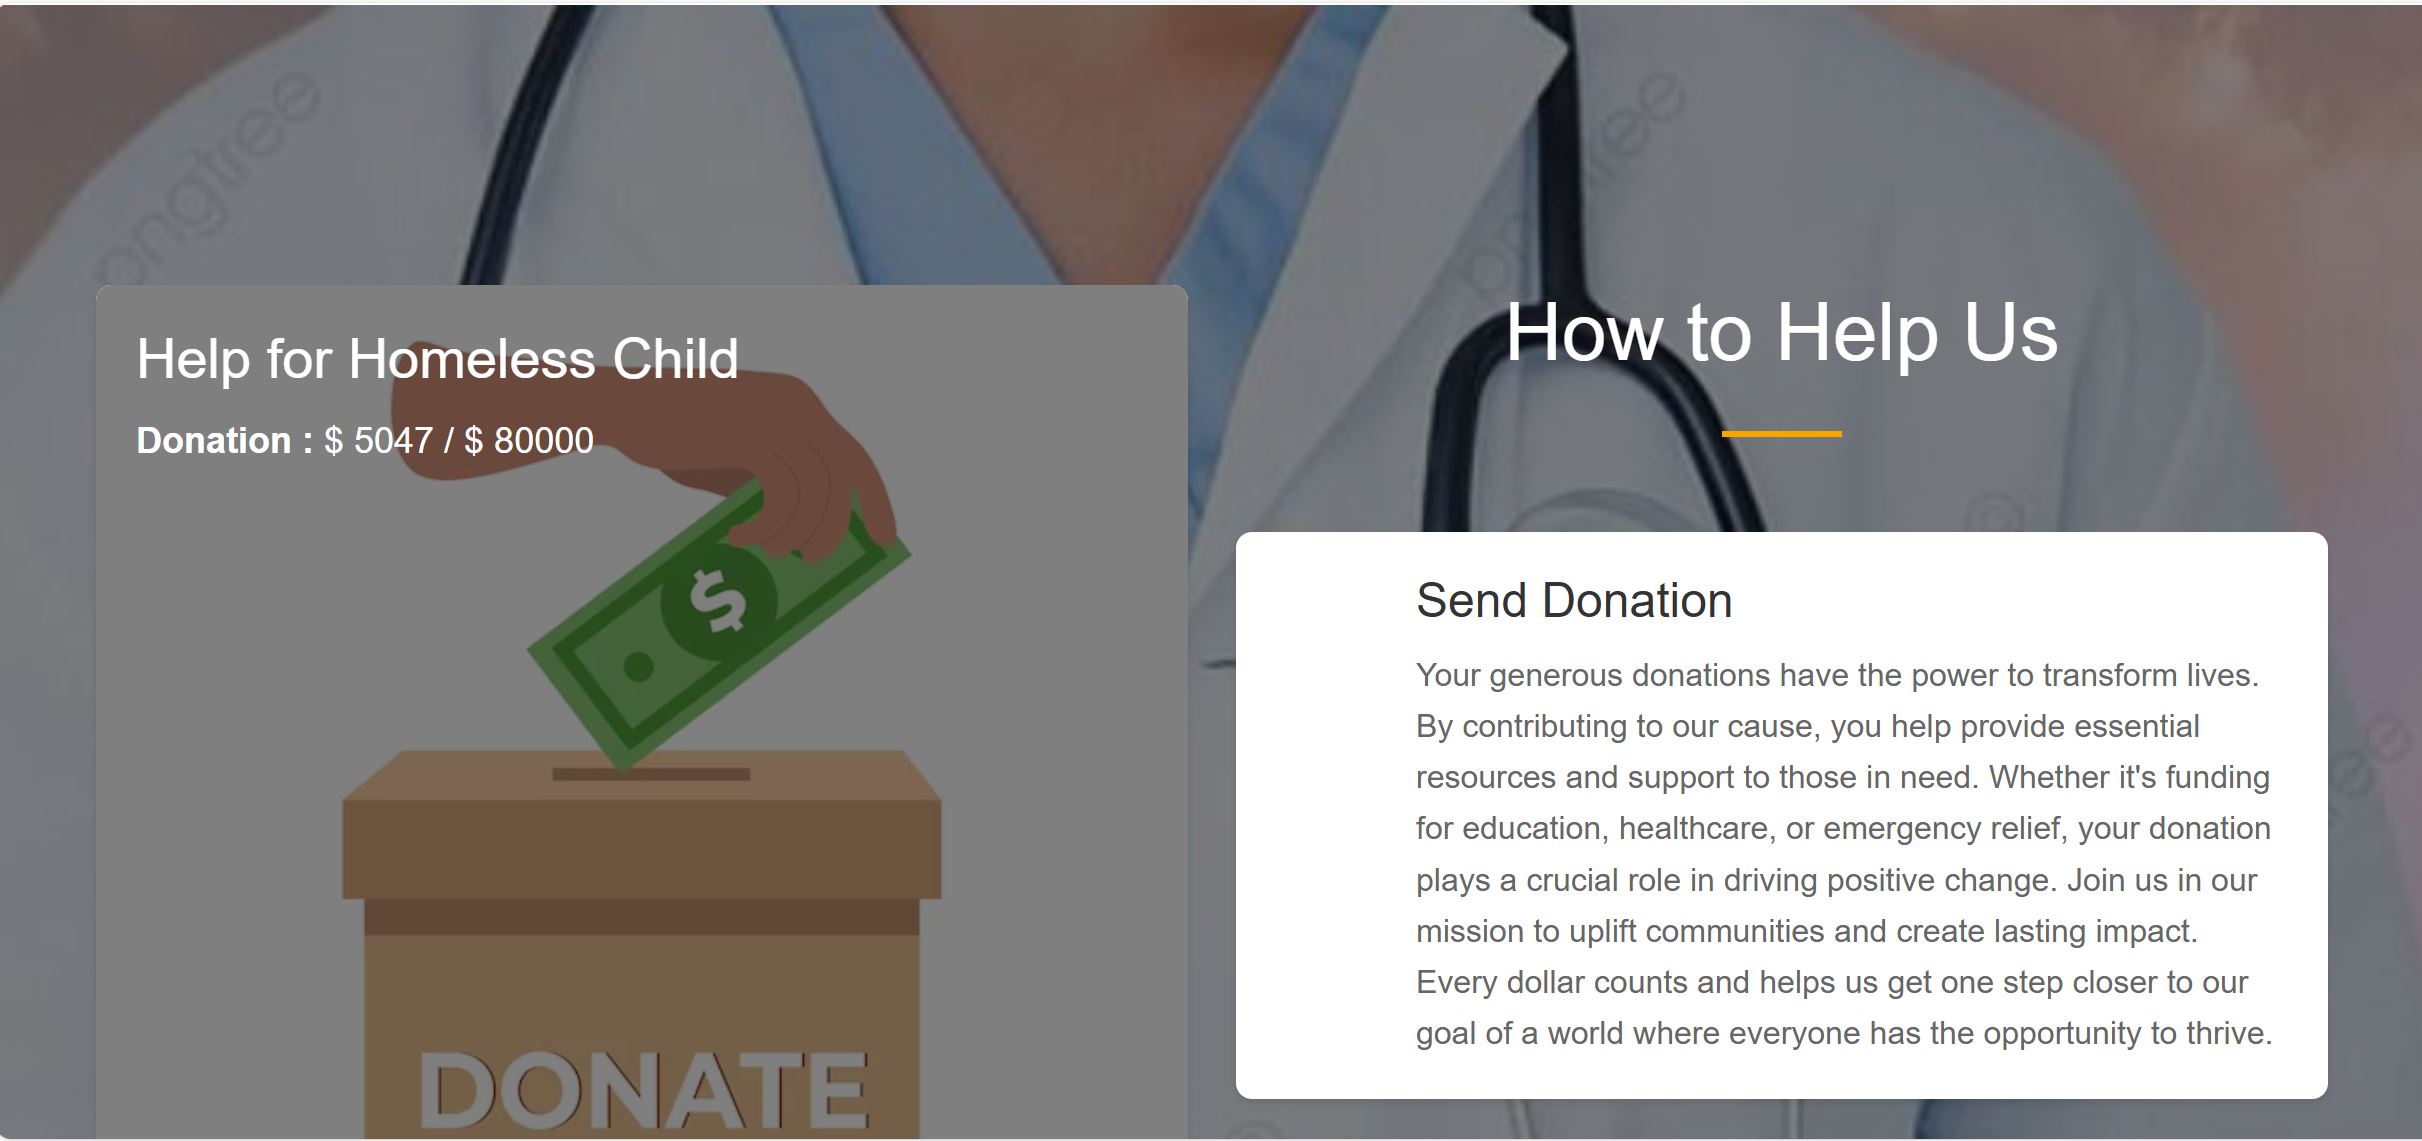 pngtree
Help for Homeless Child
Donation : $ 5047 / $ 80000
$
DONATE
How to Help Us
Send Donation
Your generous donations have the power to transform lives.
By contributing to our cause, you help provide essential
resources and support to those in need. Whether it's funding
for education, healthcare, or emergency relief, your donation
plays a crucial role in driving positive change. Join us in our
mission to uplift communities and create lasting impact.
Every dollar counts and helps us get one step closer to our
goal of a world where everyone has the opportunity to thrive.